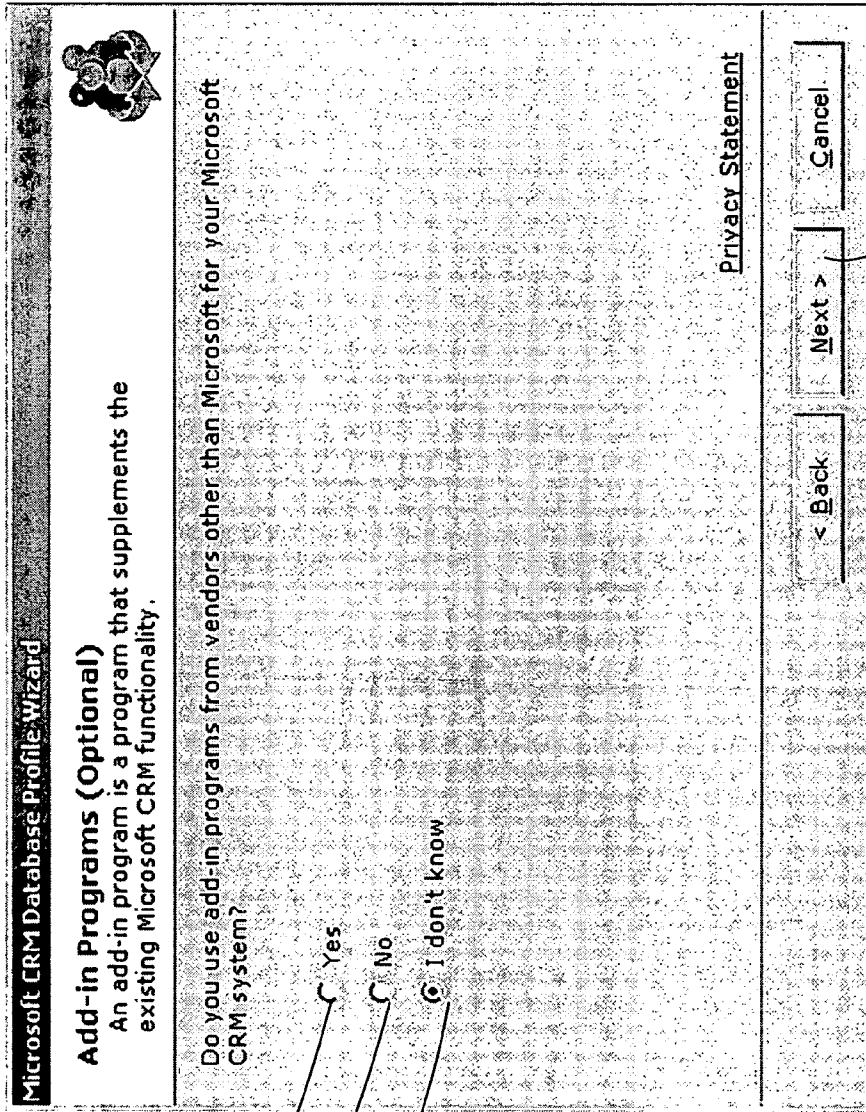 Microsoft CRM Database Profile Wizard
Add-in Programs (Optional)
An add-in program is a program that supplements the
existing Microsoft CRM functionality.
Do you use add-in programs from vendors other than Microsoft for your Microsoft
CRM system?
Yes
No
I don't know
Privacy Statement
< Back
Next >
Cancel